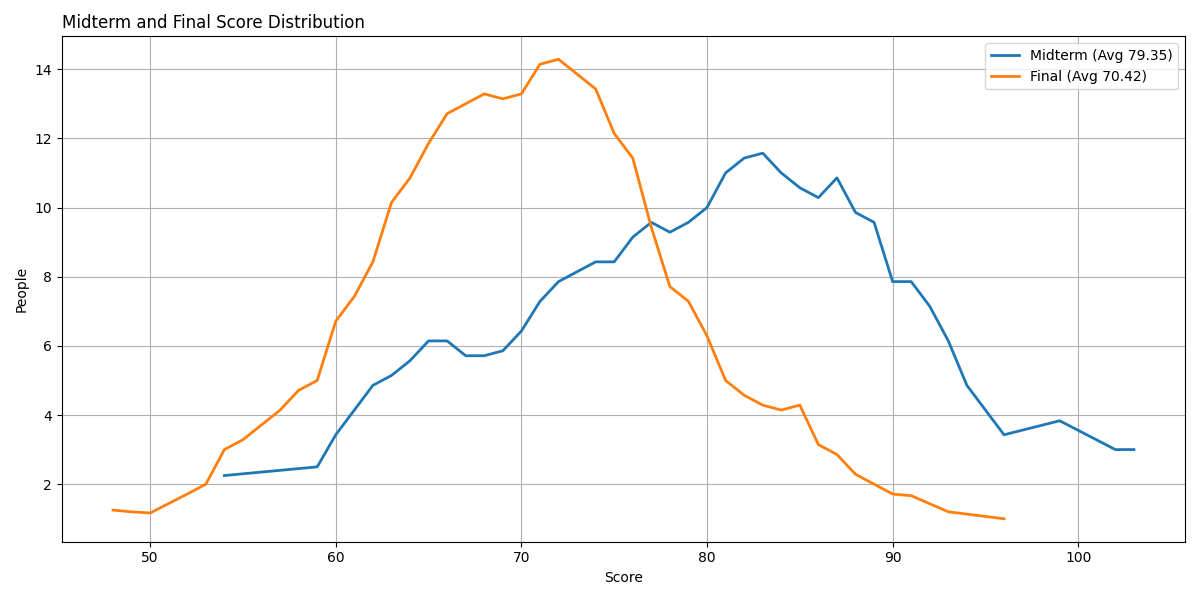 Midterm and Final Score Distribution
Midterm (Avg 79.35)
Final (Avg 70.42)
14
12
10
8
6
4
2
People
50 60 70 80 90 100
Score